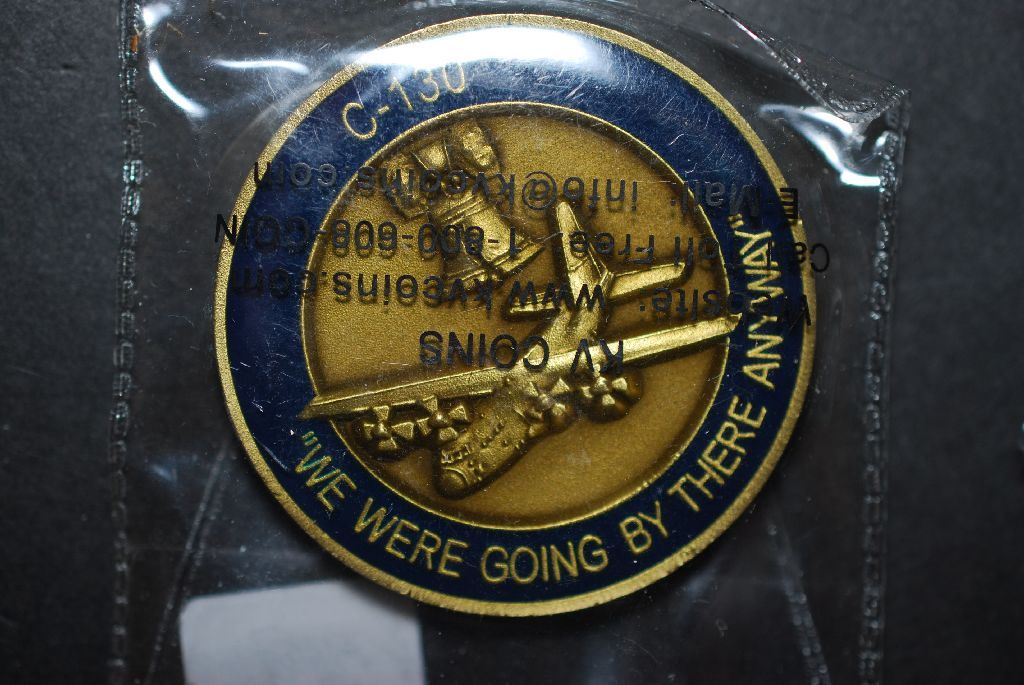 C-130
"WE WERE GOING BY THERE ANYWAY"
KV COINS
Website: www.kvcoins.com
Call Toll Free: 1-800-608-COIN
E-Mail: info@kvcoins.com